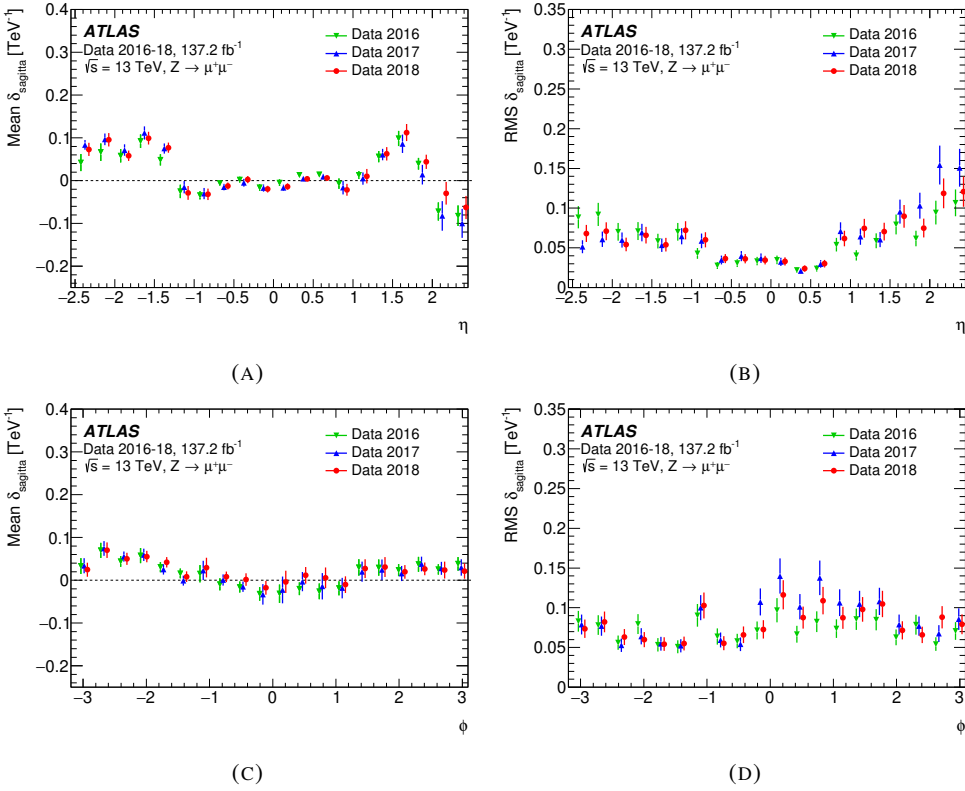 ATLAS
Data 2016-18, 137.2 fb⁻¹
√s = 13 TeV, Z → μ⁺μ⁻
Data 2016
Data 2017
Data 2018
Mean δsagitta [TeV⁻¹]
0.4
0.3
0.2
0.1
0
−0.1
−0.2
−2.5 −2 −1.5 −1 −0.5 0 0.5 1 1.5 2
η
(A)
ATLAS
Data 2016-18, 137.2 fb⁻¹
√s = 13 TeV, Z → μ⁺μ⁻
Data 2016
Data 2017
Data 2018
RMS δsagitta [TeV⁻¹]
0.35
0.3
0.25
0.2
0.15
0.1
0.05
0
−2.5 −2 −1.5 −1 −0.5 0 0.5 1 1.5 2
η
(B)
ATLAS
Data 2016-18, 137.2 fb⁻¹
√s = 13 TeV, Z → μ⁺μ⁻
Data 2016
Data 2017
Data 2018
Mean δsagitta [TeV⁻¹]
0.4
0.3
0.2
0.1
0
−0.1
−0.2
−3 −2 −1 0 1 2 3
ϕ
(C)
ATLAS
Data 2016-18, 137.2 fb⁻¹
√s = 13 TeV, Z → μ⁺μ⁻
Data 2016
Data 2017
Data 2018
RMS δsagitta [TeV⁻¹]
0.35
0.3
0.25
0.2
0.15
0.1
0.05
0
−3 −2 −1 0 1 2 3
ϕ
(D)